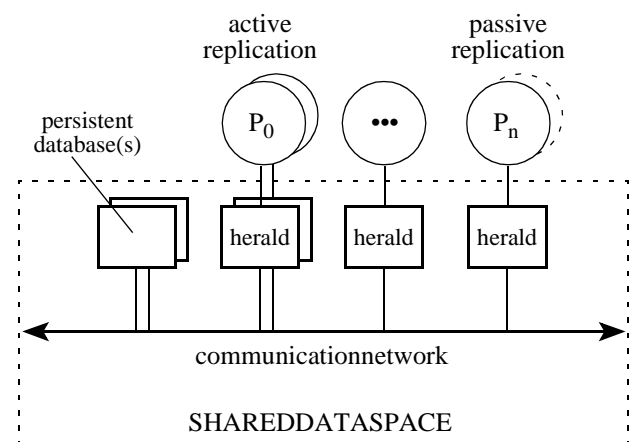 active
replication
passive
replication
P0
•••
Pn
persistent
database(s)
herald
herald
herald
communicationnetwork
SHAREDDATASPACE